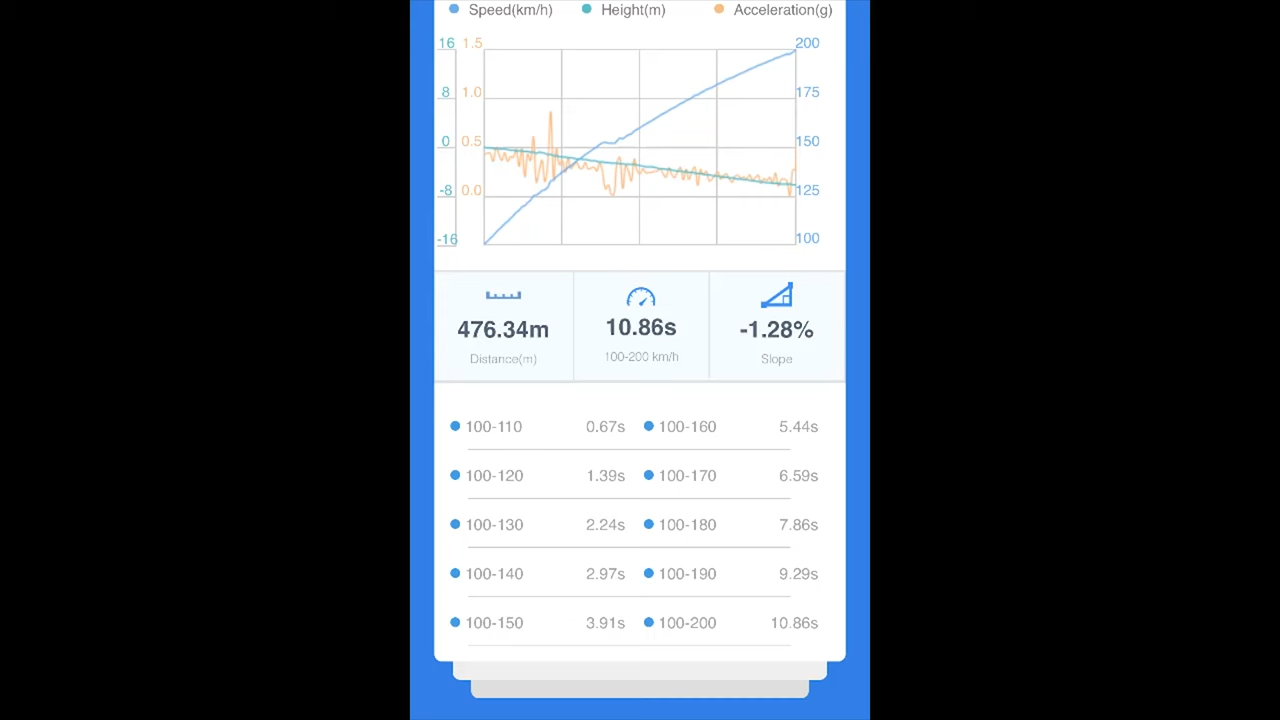 Speed(km/h) Height(m) Acceleration(g)
16 1.5 200
8 1.0 175
0 0.5 150
-8 0.0 125
-16 100
476.34m 10.86s -1.28%
Distance(m) 100-200 km/h Slope
100-110 0.67s 100-160 5.44s
100-120 1.39s 100-170 6.59s
100-130 2.24s 100-180 7.86s
100-140 2.97s 100-190 9.29s
100-150 3.91s 100-200 10.86s